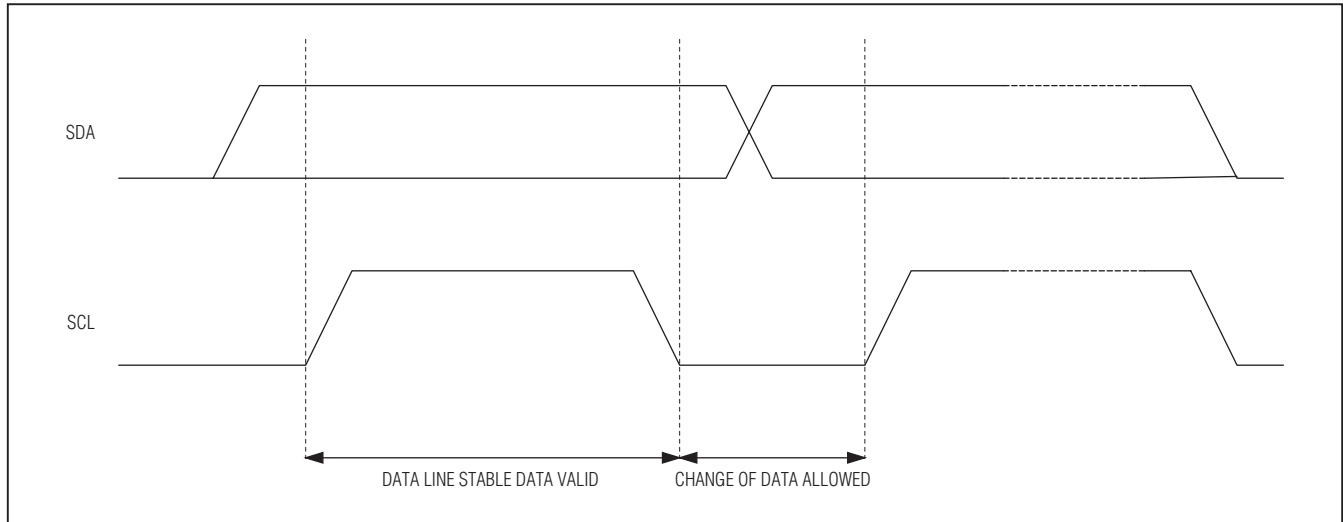 SDA
SCL
DATA LINE STABLE DATA VALID
CHANGE OF DATA ALLOWED